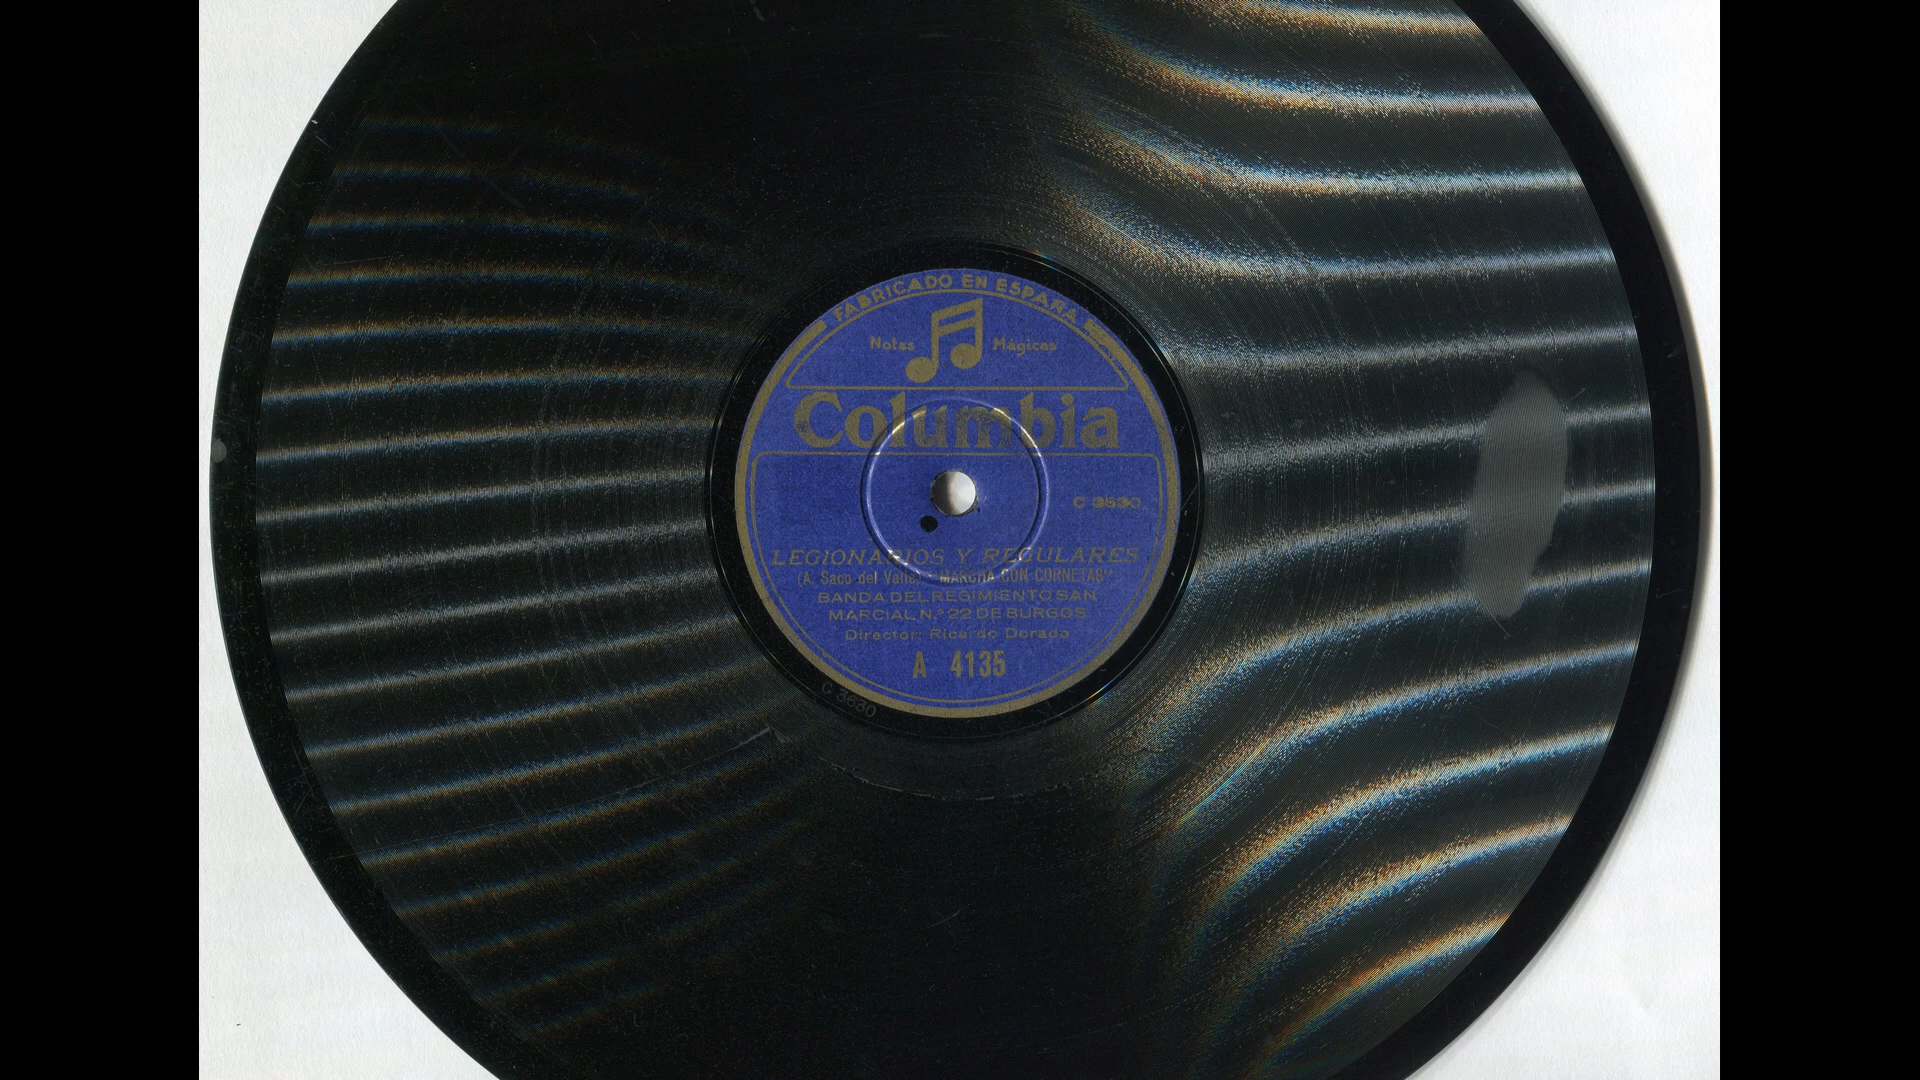 FABRICADO EN ESPAÑA
Notas Mágicas
Columbia
C 3630
LEGIONARIOS Y REGULARES
(A. Saco del Valle) "MARCHA CON CORNETAS"
BANDA DEL REGIMIENTO SAN
MARCIAL N.º 22 DE BURGOS
Director: Ricardo Dorado
A 4135
C 3630